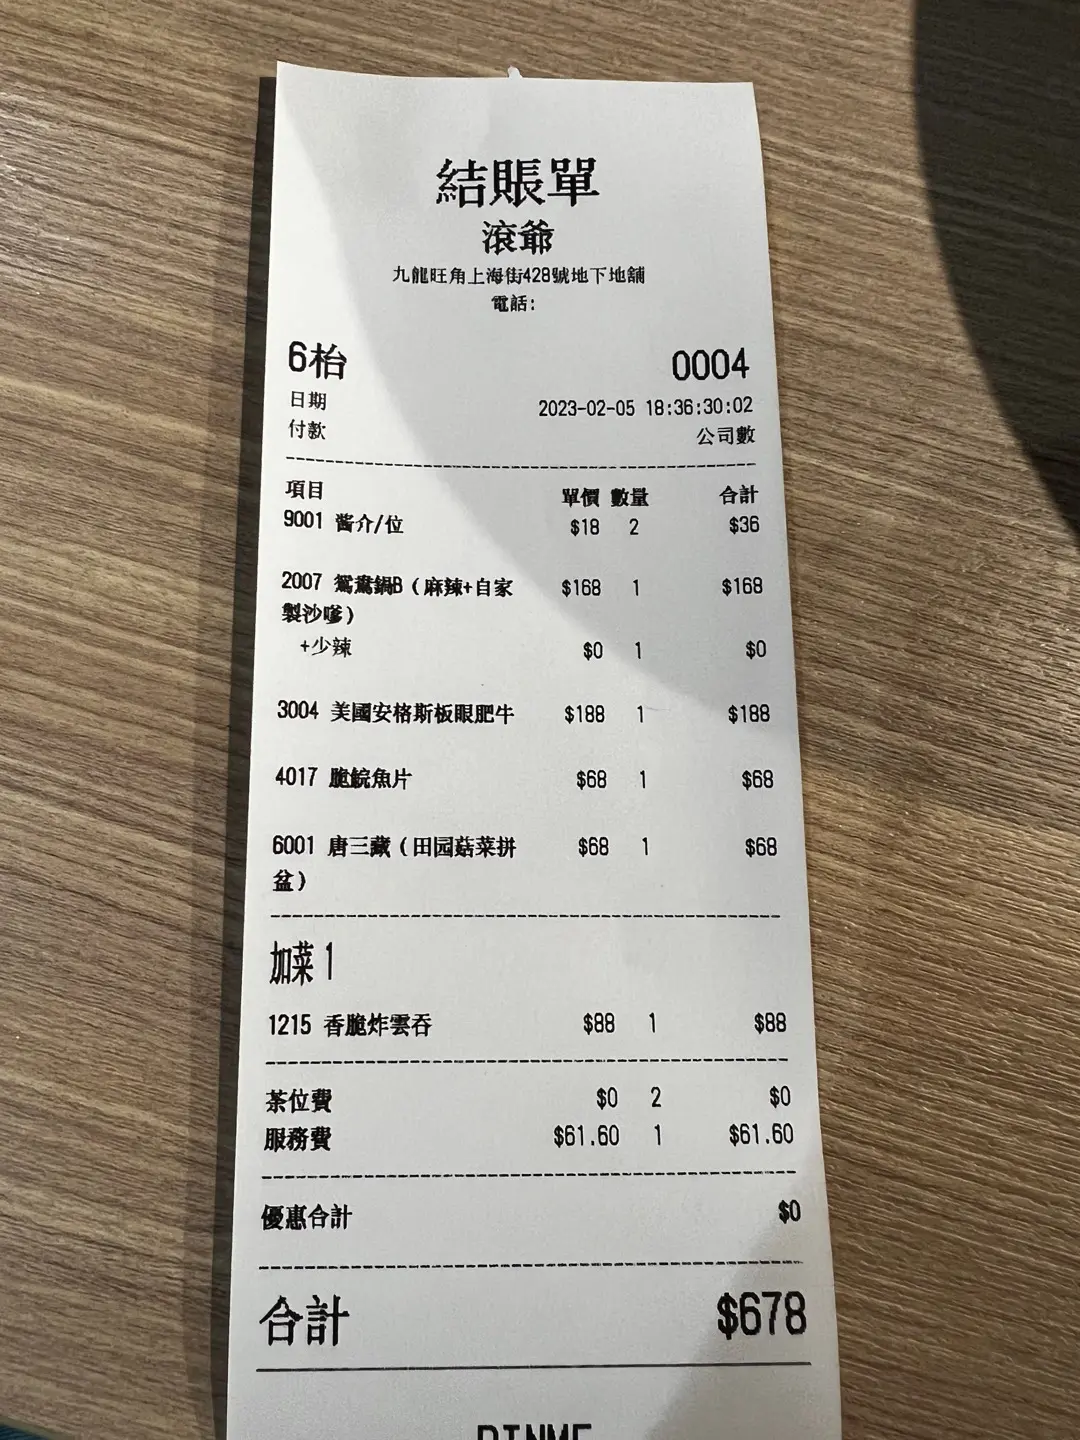 結賬單
滾爺
九龍旺角上海街428號地下地舖
電話:
6枱 0004
日期 2023-02-05 18:36:30:02
付款 公司數
項目 單價 數量 合計
9001 酱介/位 $18 2 $36
2007 鴛鴦鍋B（麻辣+自家 $168 1 $168
製沙嗲）
+少辣 $0 1 $0
3004 美國安格斯板眼肥牛 $188 1 $188
4017 脆鯇魚片 $68 1 $68
6001 唐三藏（田园菇菜拼 $68 1 $68
盆）
加菜 1
1215 香脆炸雲吞 $88 1 $88
茶位費 $0 2 $0
服務費 $61.60 1 $61.60
優惠合計 $0
合計 $678